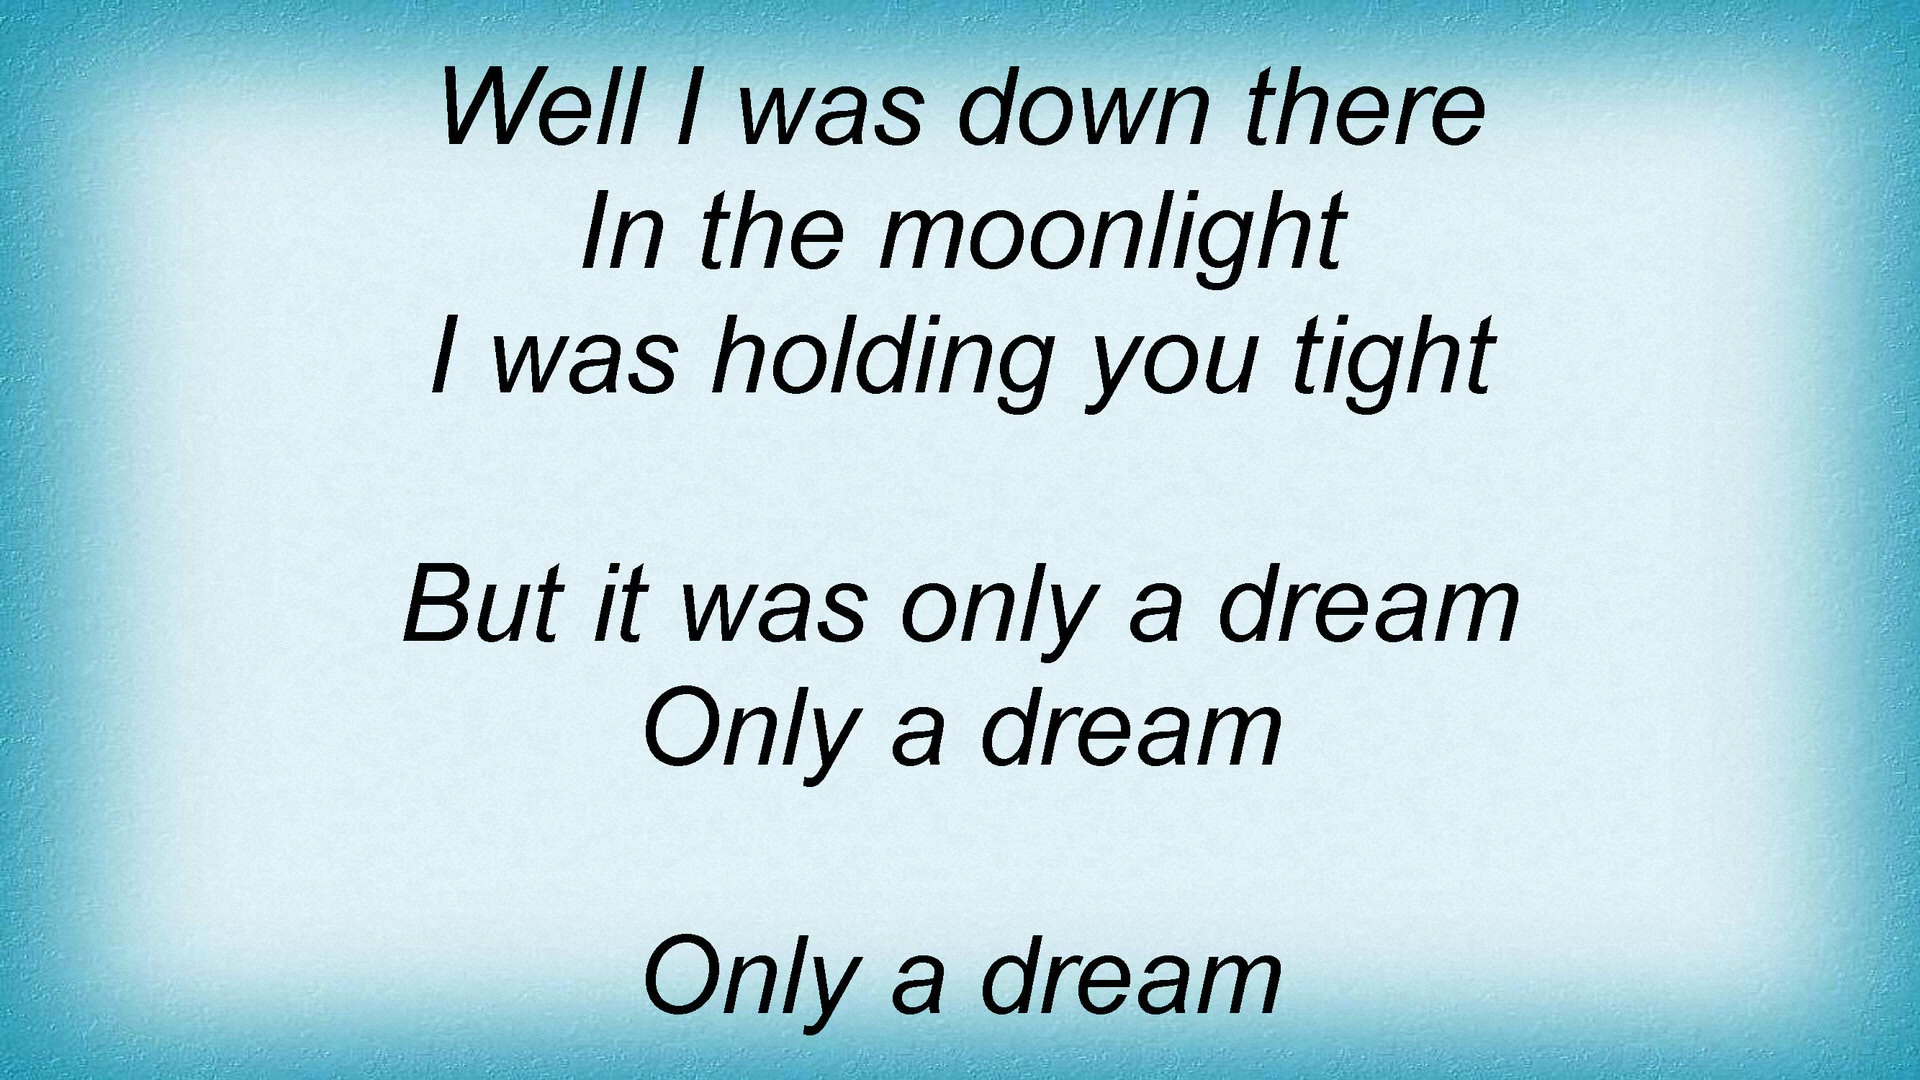 Well I was down there
In the moonlight
I was holding you tight
But it was only a dream
Only a dream
Only a dream